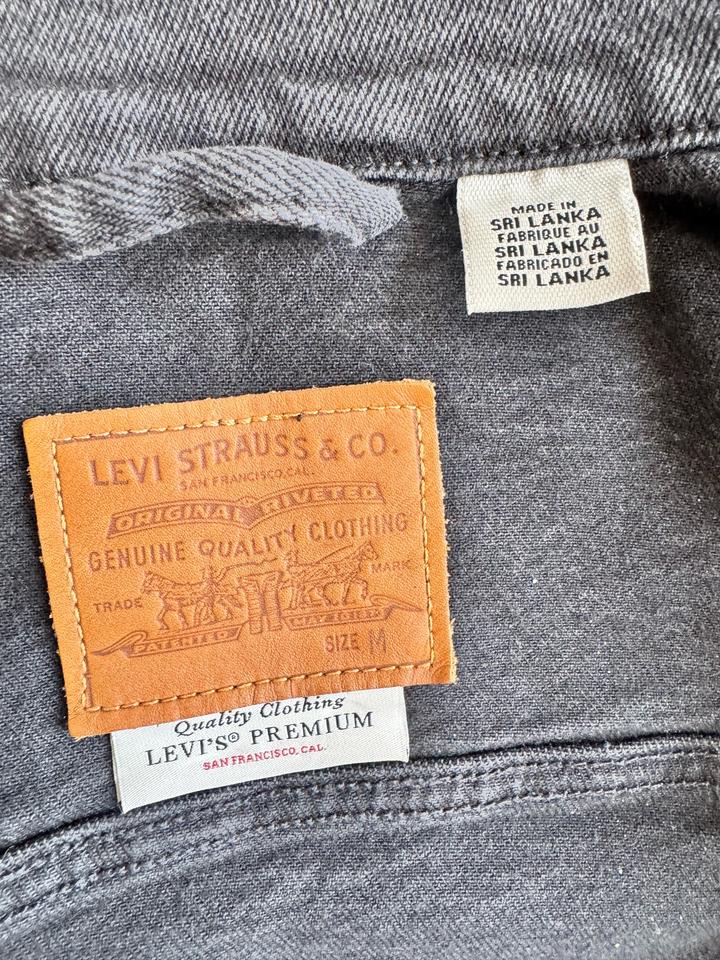 MADE IN
SRI LANKA
FABRIQUE AU
SRI LANKA
FABRICADO EN
SRI LANKA
LEVI STRAUSS & CO.
SAN FRANCISCO, CAL.
ORIGINAL RIVETED
GENUINE QUALITY CLOTHING
TRADE MARK
PATENTED MAY 20 1873
SIZE M
Quality Clothing
LEVI'S® PREMIUM
SAN FRANCISCO, CAL.